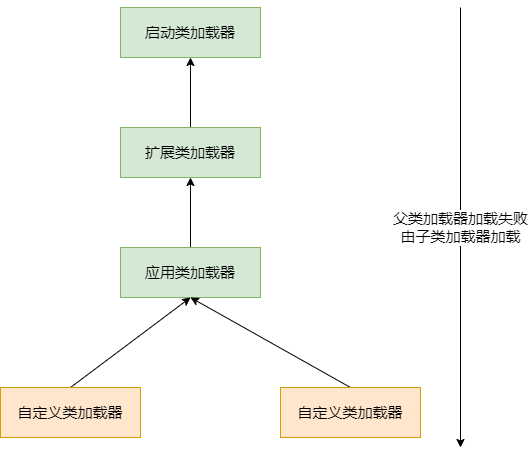 启动类加载器
扩展类加载器
父类加载器加载失败
由子类加载器加载
应用类加载器
自定义类加载器
自定义类加载器